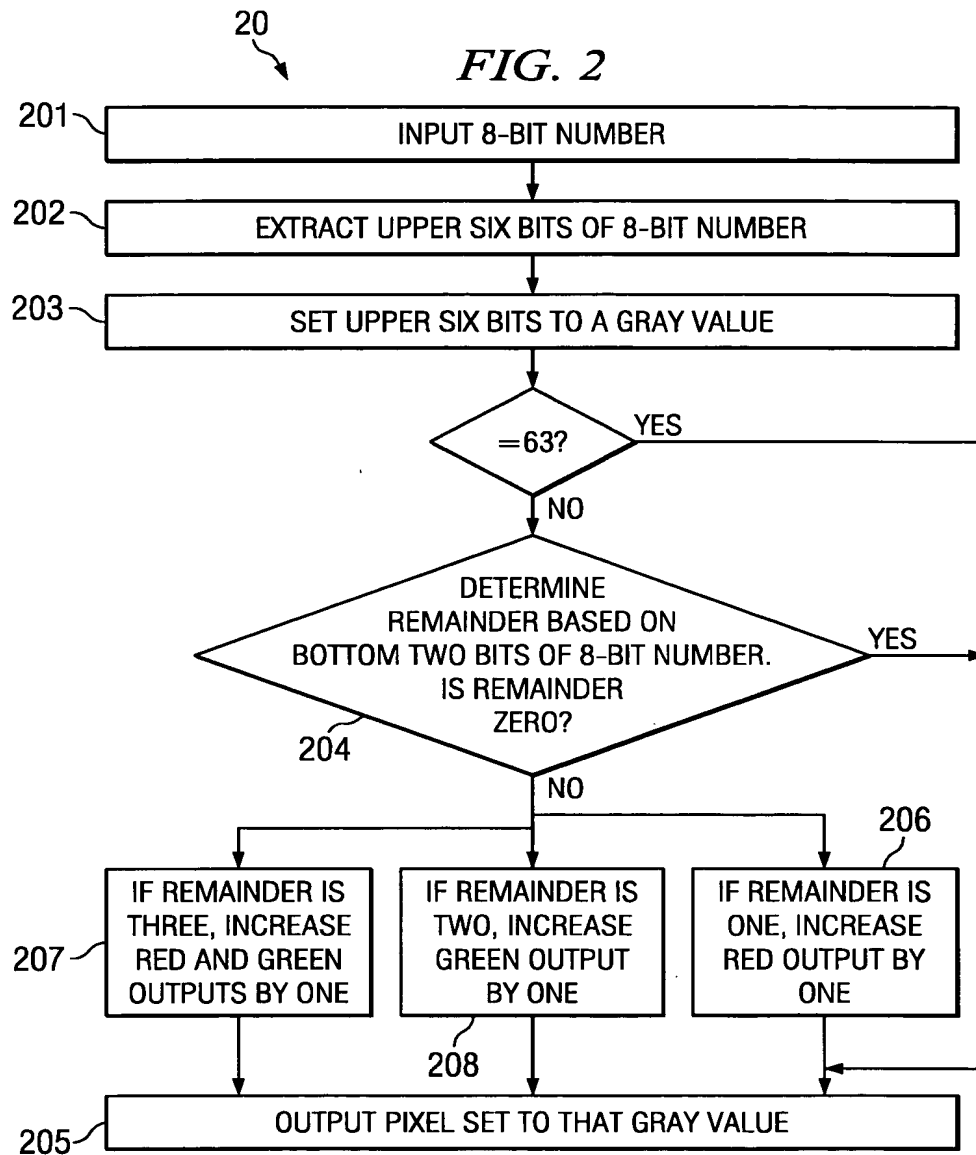 20
FIG. 2
201
INPUT 8-BIT NUMBER
202
EXTRACT UPPER SIX BITS OF 8-BIT NUMBER
203
SET UPPER SIX BITS TO A GRAY VALUE
=63?
YES
NO
DETERMINE
REMAINDER BASED ON
BOTTOM TWO BITS OF 8-BIT NUMBER.
IS REMAINDER
ZERO?
YES
204
NO
207
IF REMAINDER IS
THREE, INCREASE
RED AND GREEN
OUTPUTS BY ONE
IF REMAINDER IS
TWO, INCREASE
GREEN OUTPUT
BY ONE
208
206
IF REMAINDER IS
ONE, INCREASE
RED OUTPUT BY
ONE
205
OUTPUT PIXEL SET TO THAT GRAY VALUE